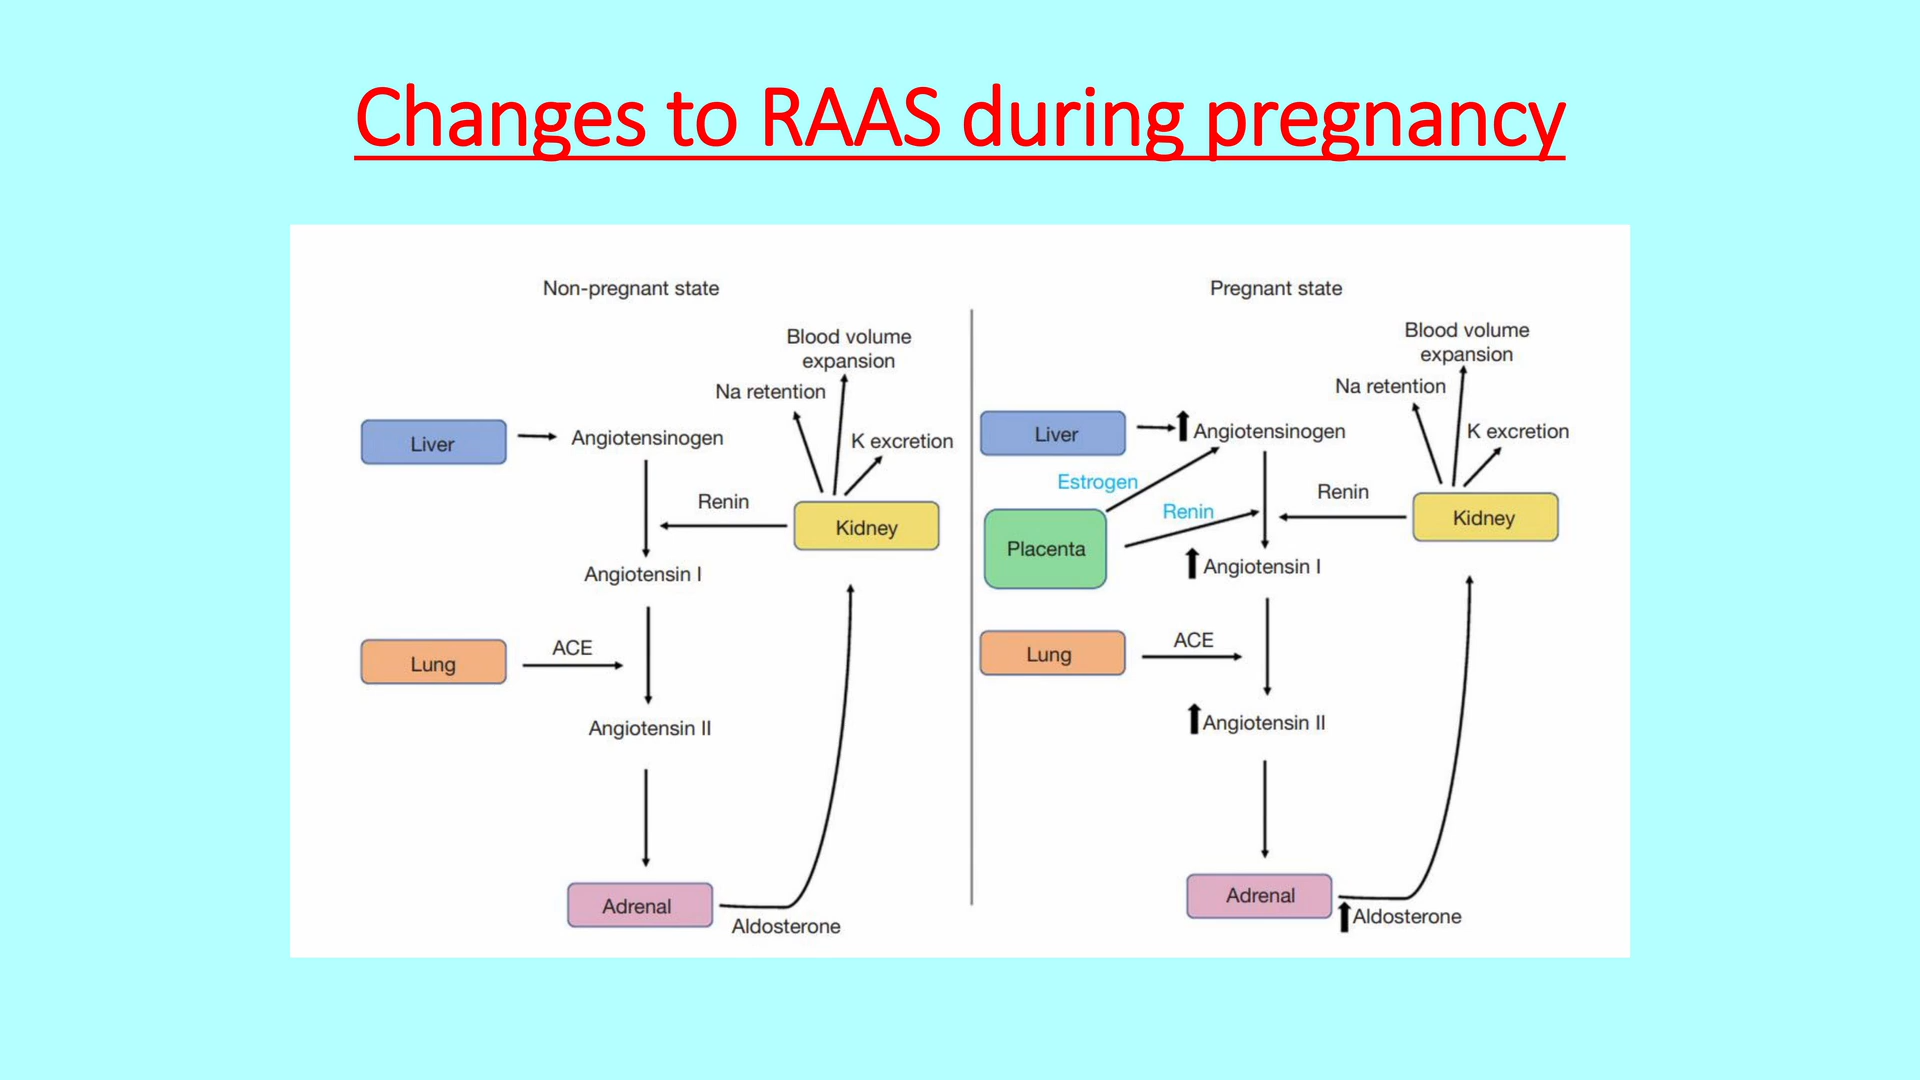 Changes to RAAS during pregnancy
Non-pregnant state
Blood volume
expansion
Na retention
Liver
Angiotensinogen
K excretion
Renin
Kidney
Angiotensin I
ACE
Lung
Angiotensin II
Adrenal
Aldosterone
Pregnant state
Blood volume
expansion
Na retention
Liver
Angiotensinogen
K excretion
Estrogen
Renin
Renin
Kidney
Placenta
Angiotensin I
ACE
Lung
Angiotensin II
Adrenal
Aldosterone